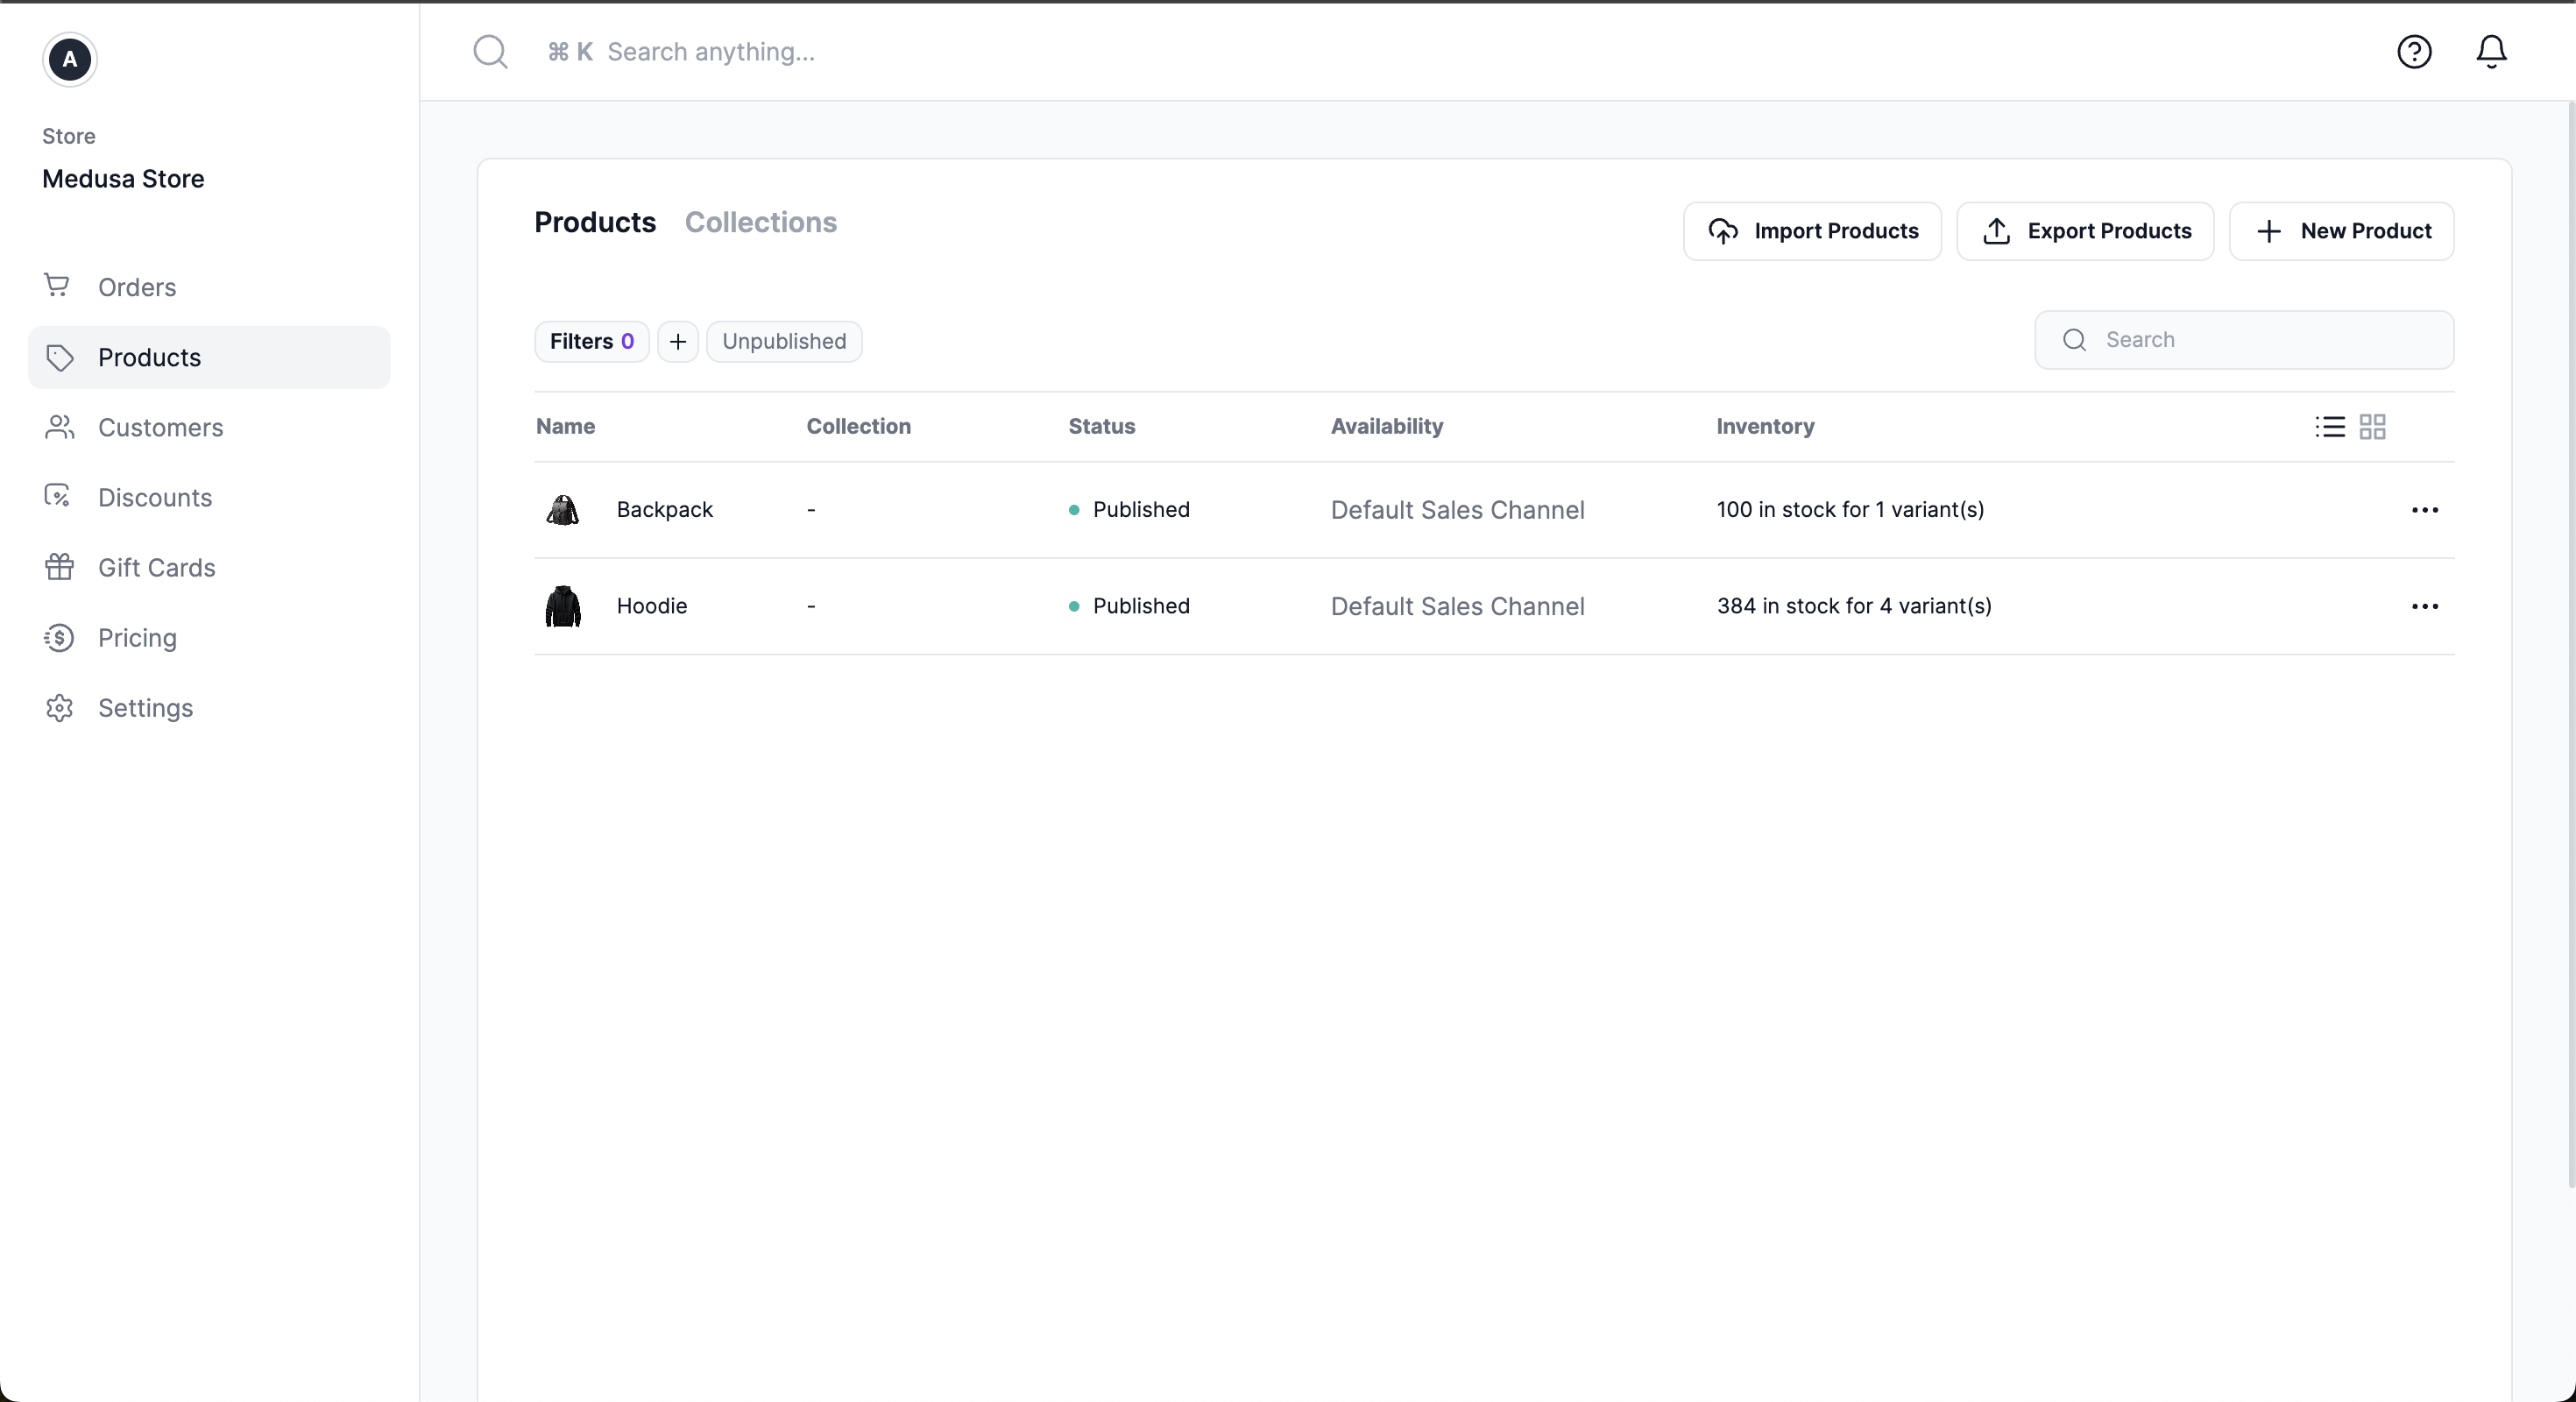 A
Store
Medusa Store
Orders
Products
Customers
Discounts
Gift Cards
Pricing
Settings
⌘ K Search anything...
Products Collections
Import Products Export Products New Product
Filters 0 Unpublished Search
Name Collection Status Availability Inventory
Backpack - Published Default Sales Channel 100 in stock for 1 variant(s)
Hoodie - Published Default Sales Channel 384 in stock for 4 variant(s)